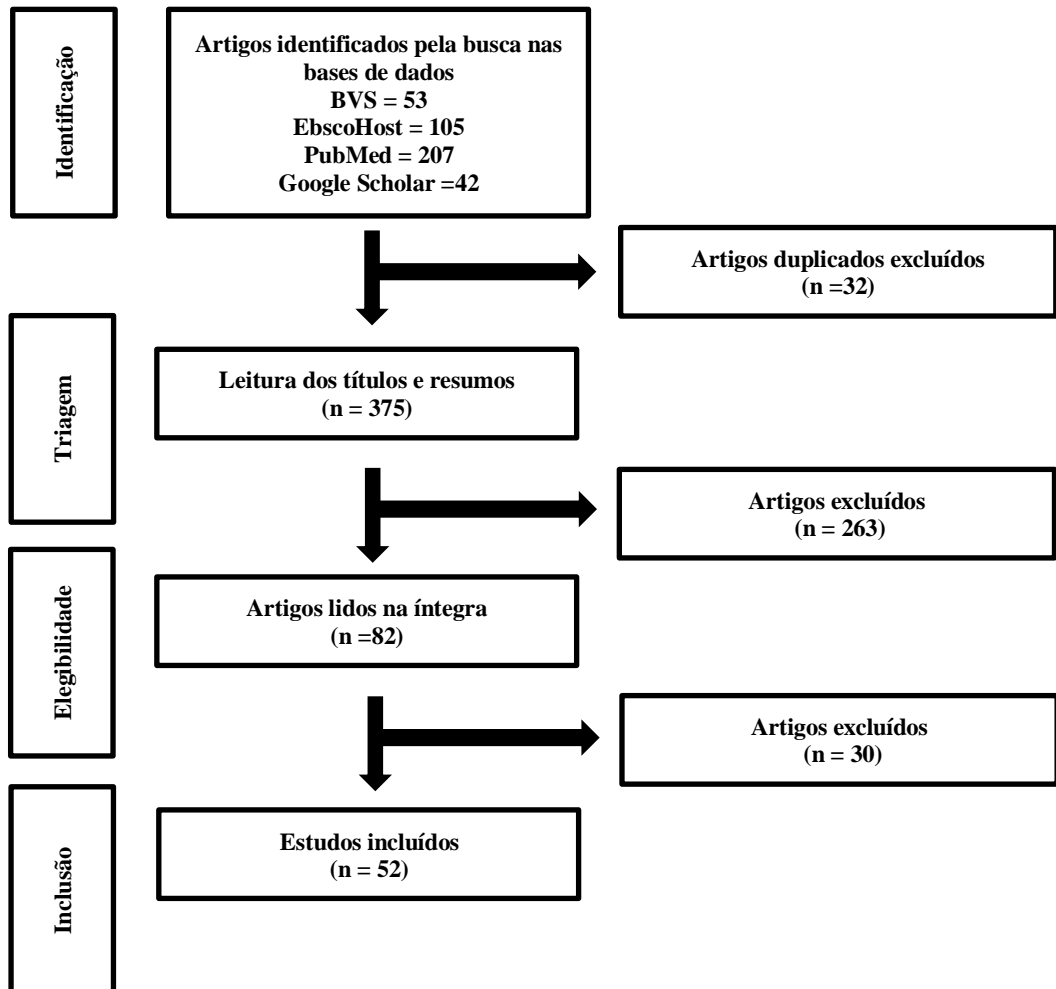 Identificação
Artigos identificados pela busca nas
bases de dados
BVS = 53
EbscoHost = 105
PubMed = 207
Google Scholar =42
Artigos duplicados excluídos
(n =32)
Triagem
Leitura dos títulos e resumos
(n = 375)
Artigos excluídos
(n = 263)
Elegibilidade
Artigos lidos na íntegra
(n =82)
Artigos excluídos
(n = 30)
Inclusão
Estudos incluídos
(n = 52)